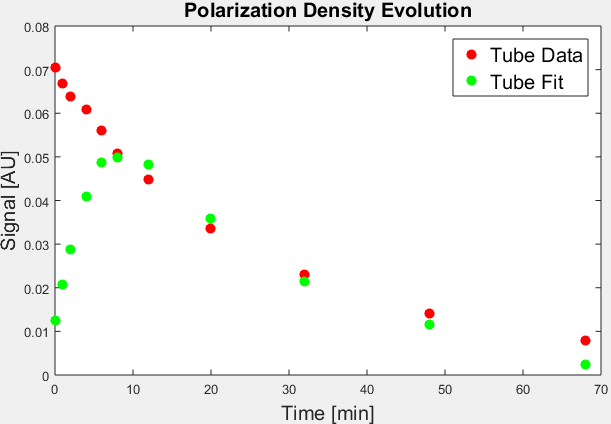 Polarization Density Evolution
0.08
0.07
0.06
0.05
0.04
0.03
0.02
0.01
0
Signal [AU]
Tube Data
Tube Fit
0 10 20 30 40 50 60 70
Time [min]